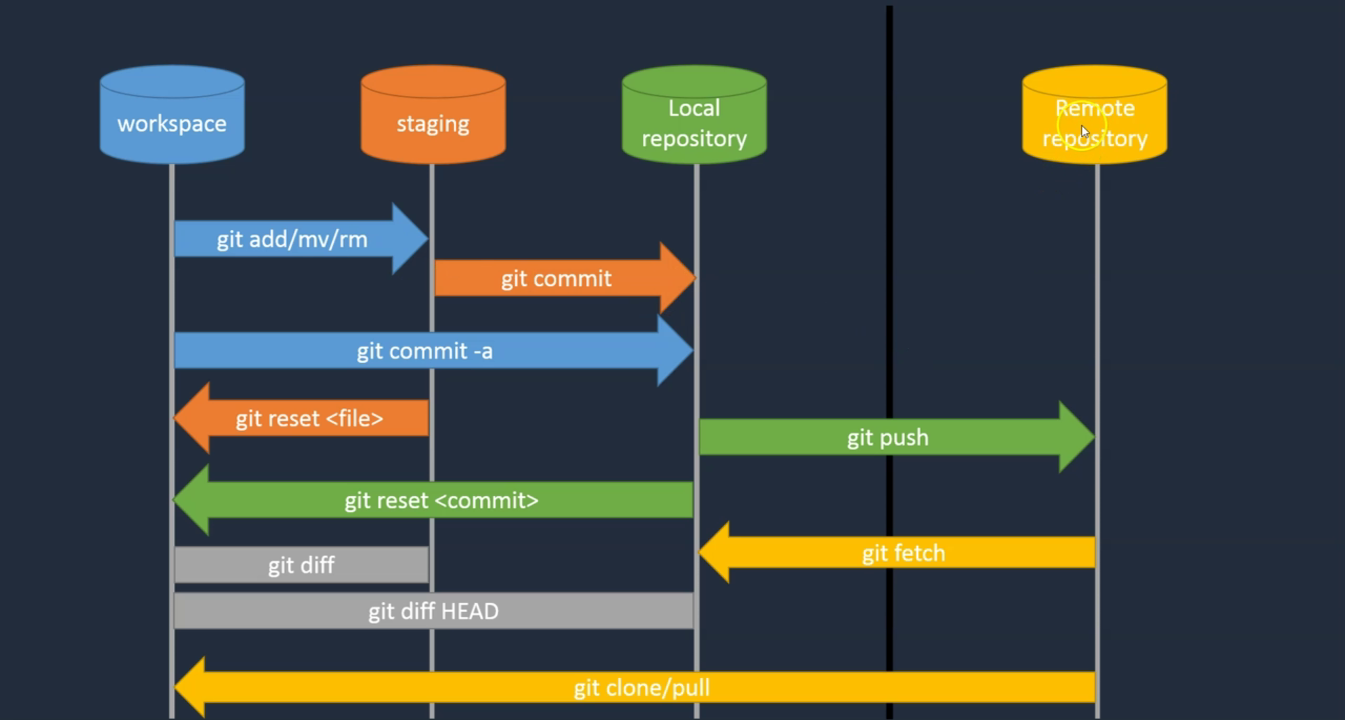 workspace
staging
Local
repository
Remote
repository
git add/mv/rm
git commit
git commit -a
git reset <file>
git push
git reset <commit>
git fetch
git diff
git diff HEAD
git clone/pull